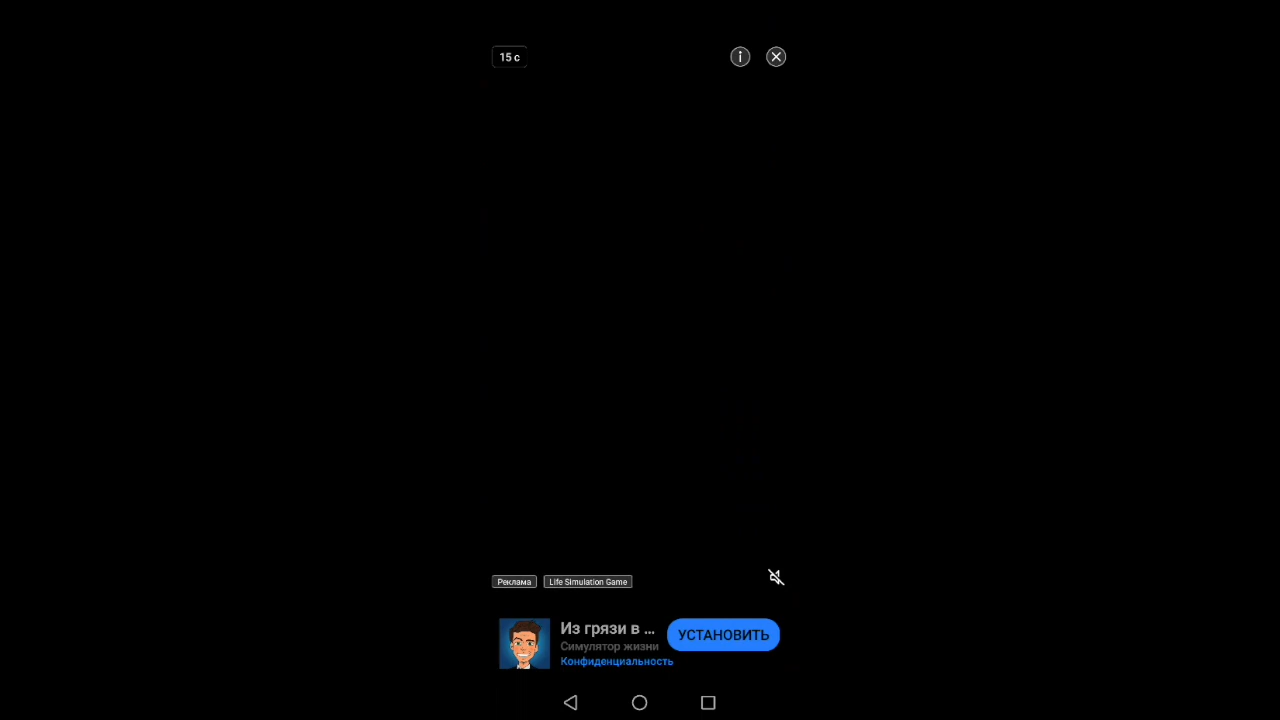 15 с
Реклама
Life Simulation Game
Из грязи в ...
УСТАНОВИТЬ
Симулятор жизни
Конфиденциальность